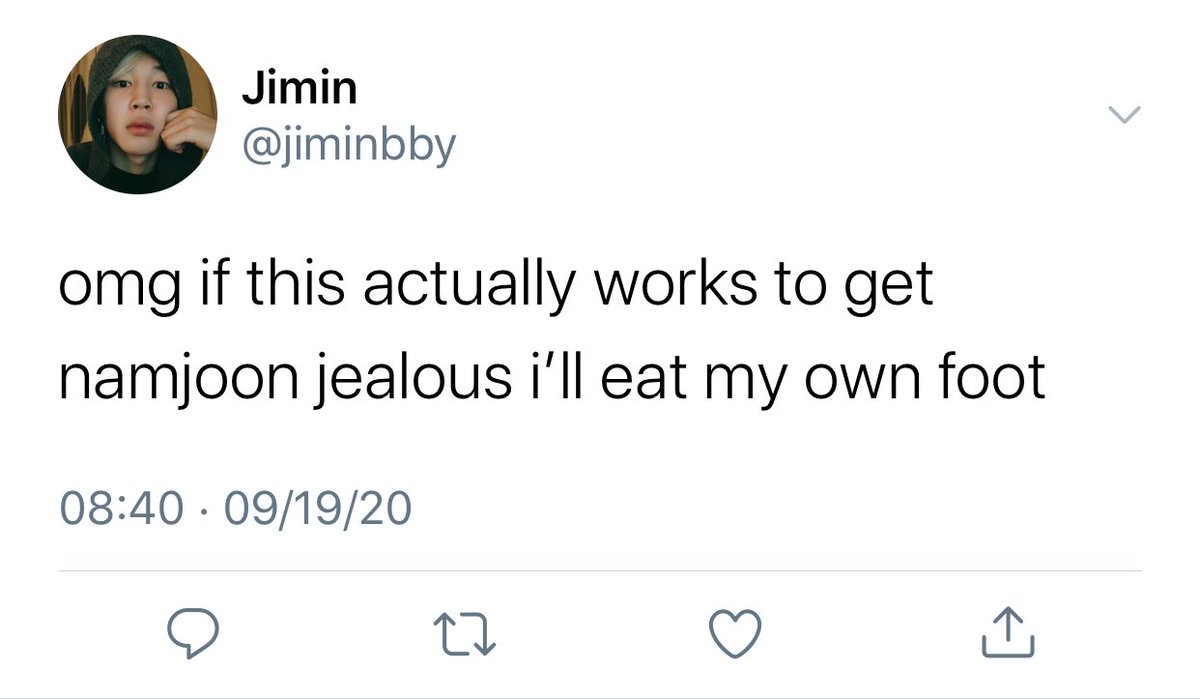 Jimin
@jiminbby
omg if this actually works to get
namjoon jealous i’ll eat my own foot
08:40 · 09/19/20